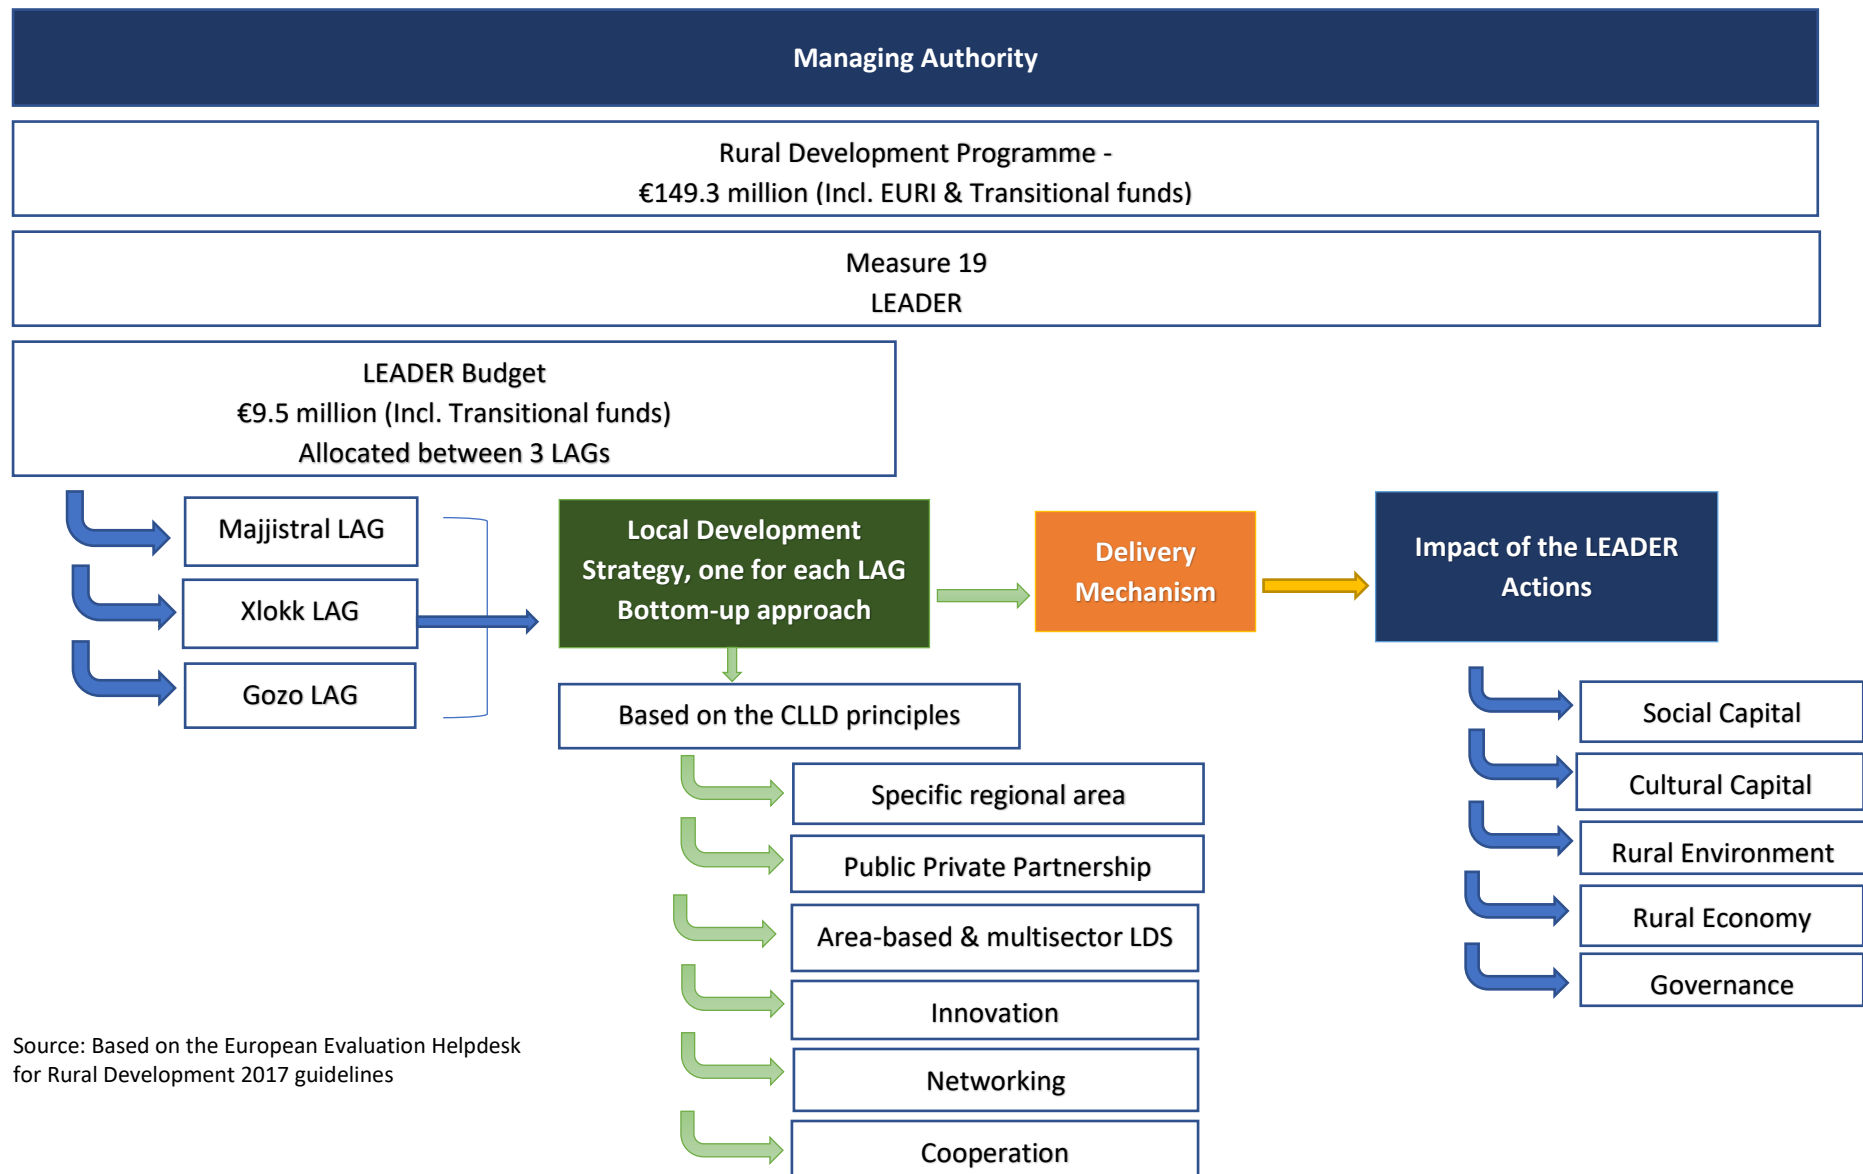 Managing Authority
Rural Development Programme -
€149.3 million (Incl. EURI & Transitional funds)
Measure 19
LEADER
LEADER Budget
€9.5 million (Incl. Transitional funds)
Allocated between 3 LAGs
Majjistral LAG
Xlokk LAG
Gozo LAG
Local Development
Strategy, one for each LAG
Bottom-up approach
Delivery
Mechanism
Impact of the LEADER
Actions
Based on the CLLD principles
Specific regional area
Public Private Partnership
Area-based & multisector LDS
Innovation
Networking
Cooperation
Social Capital
Cultural Capital
Rural Environment
Rural Economy
Governance
Source: Based on the European Evaluation Helpdesk
for Rural Development 2017 guidelines